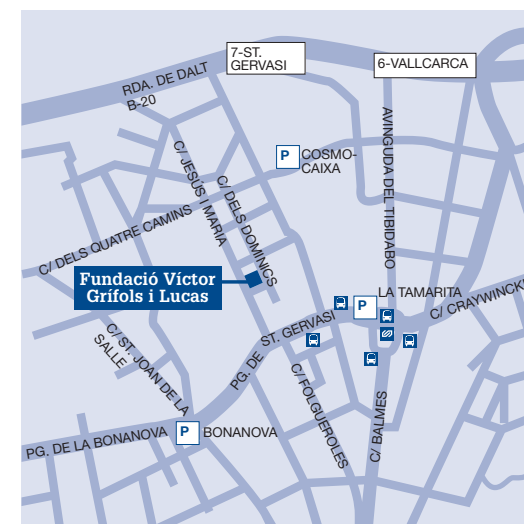 7-ST.
GERVASI
6-VALLCARCA
RDA. DE DALT
B-20
AVINGUDA DEL TIBIDABO
P
COSMO-
CAIXA
C/ JESÚS I MARIA
C/ DELS DOMINICS
C/ DELS QUATRE CAMINS
Fundació Víctor
Grífols i Lucas
LA TAMARITA
P
C/ CRAYWINCKE
PG. DE ST. GERVASI
C/ ST. JOAN DE LA
SALLE
C/ FOLGUEROLES
C/ BALMES
P
BONANOVA
PG. DE LA BONANOVA